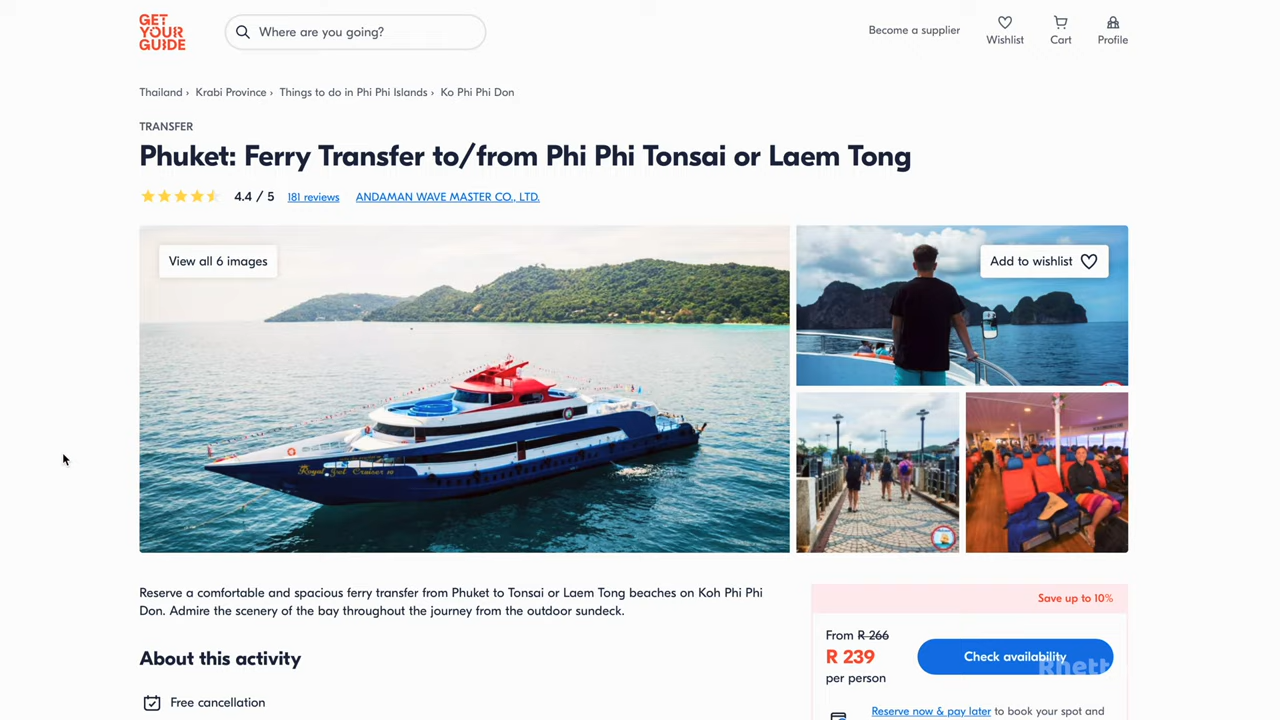 GET
YOUR
GUIDE
Where are you going?
Become a supplier
Wishlist
Cart
Profile
Thailand › Krabi Province › Things to do in Phi Phi Islands › Ko Phi Phi Don
TRANSFER
Phuket: Ferry Transfer to/from Phi Phi Tonsai or Laem Tong
4.4 / 5 181 reviews ANDAMAN WAVE MASTER CO., LTD.
View all 6 images
Add to wishlist
Reserve a comfortable and spacious ferry transfer from Phuket to Tonsai or Laem Tong beaches on Koh Phi Phi
Don. Admire the scenery of the bay throughout the journey from the outdoor sundeck.
About this activity
Free cancellation
Save up to 10%
From R 266
R 239
per person
Check availability
Reserve now & pay later to book your spot and